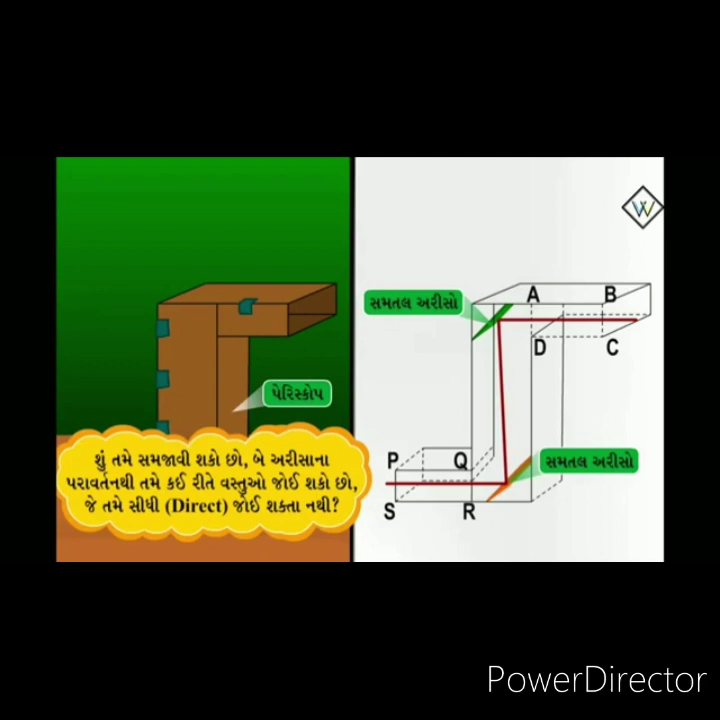 પેરિસ્કોપ
શું તમે સમજાવી શકો છો, બે અરીસાના
પરાવર્તનથી તમે કઈ રીતે વસ્તુઓ જોઈ શકો છો,
જે તમે સીધી (Direct) જોઈ શક્તા નથી?
W
સમતલ અરીસો
A
B
D
C
P
Q
સમતલ અરીસો
S
R
PowerDirector